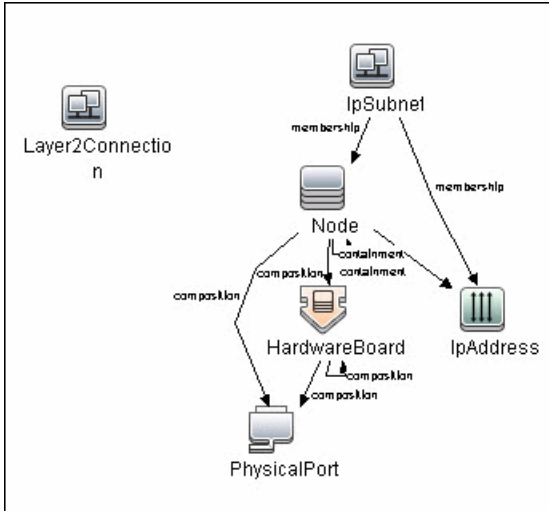 IpSubnet
Layer2Connectio
n
membership
membership
Node
containment
composition
containment
composition
HardwareBoard
IpAddress
composition
composition
PhysicalPort